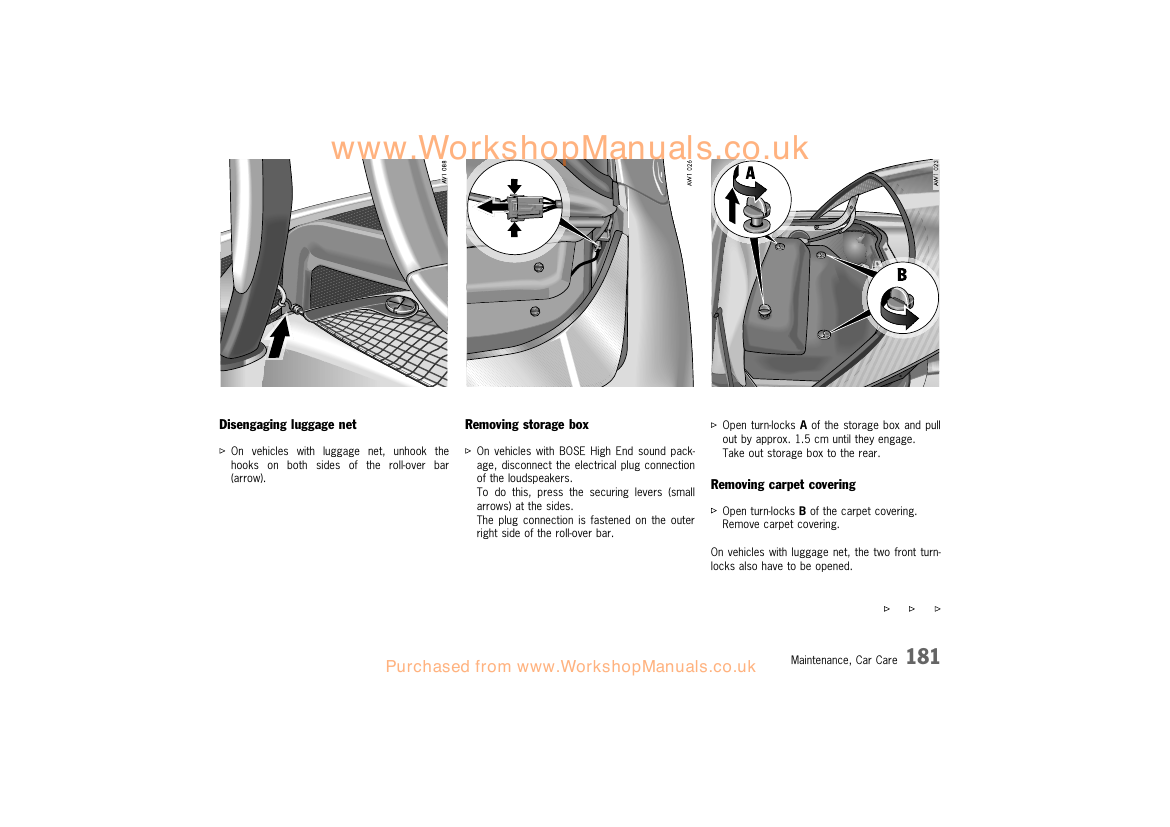 www.WorkshopManuals.co.uk
AW1 088
AW1 026
A
AW1 023
B
Disengaging luggage net
▷ On vehicles with luggage net, unhook the
hooks on both sides of the roll-over bar
(arrow).
Removing storage box
▷ On vehicles with BOSE High End sound pack-
age, disconnect the electrical plug connection
of the loudspeakers.
To do this, press the securing levers (small
arrows) at the sides.
The plug connection is fastened on the outer
right side of the roll-over bar.
▷ Open turn-locks A of the storage box and pull
out by approx. 1.5 cm until they engage.
Take out storage box to the rear.
Removing carpet covering
▷ Open turn-locks B of the carpet covering.
Remove carpet covering.
On vehicles with luggage net, the two front turn-
locks also have to be opened.
▷ ▷ ▷
Maintenance, Car Care 181
Purchased from www.WorkshopManuals.co.uk